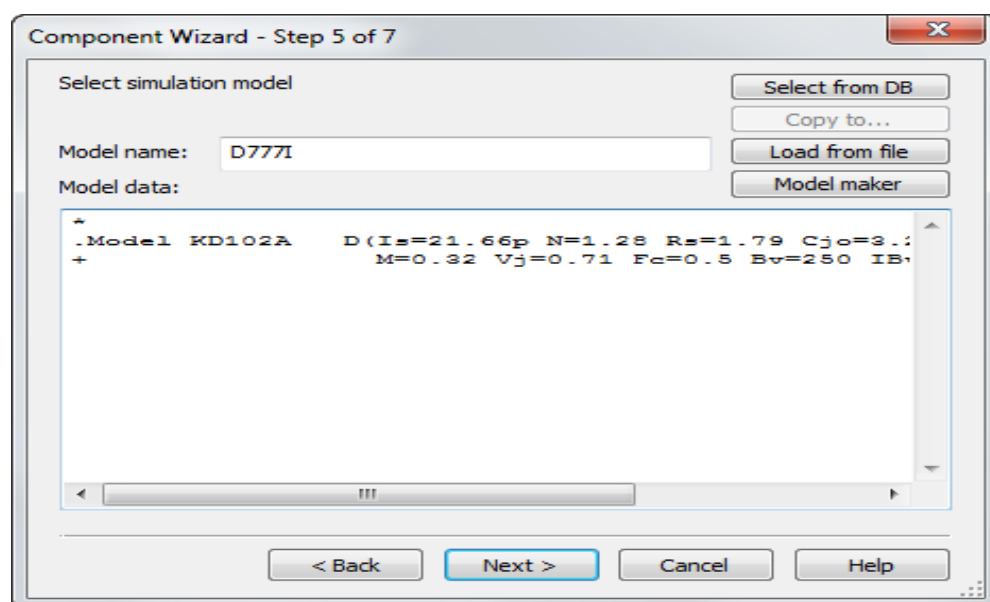 Component Wizard - Step 5 of 7
Select simulation model
Select from DB
Copy to...
Model name: D777I
Load from file
Model data:
Model maker
*
.Model KD102A D(Is=21.66p N=1.28 Rs=1.79 Cjo=3.
+ M=0.32 Vj=0.71 Fc=0.5 Bv=250
< Back Next > Cancel Help